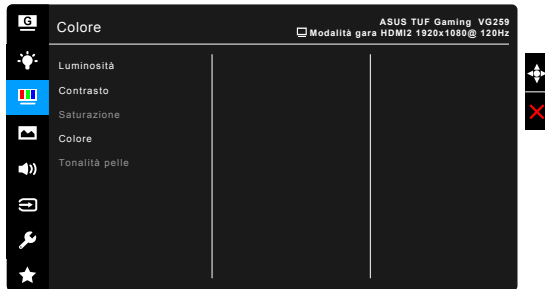 G
Colore
ASUS TUF Gaming VG259
Modalità gara HDMI2 1920x1080@ 120Hz
Luminosità
Contrasto
Saturazione
Colore
Tonalità pelle